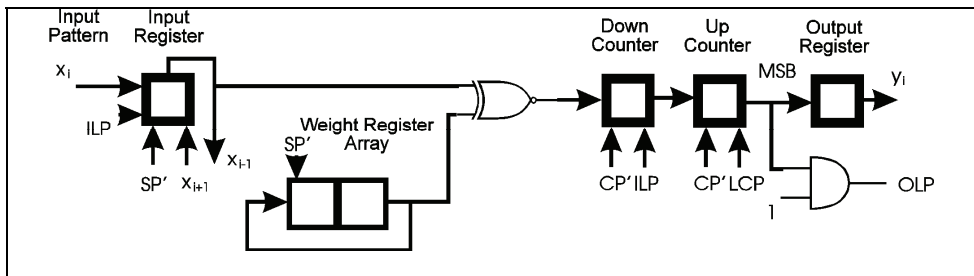 Input
Pattern
Input
Register
Down
Counter
Up
Counter
Output
Register
xi
MSB
yi
ILP
Weight Register
Array
SP′
xi-1
SP′
xi+1
CP′ ILP
CP′ LCP
1
OLP